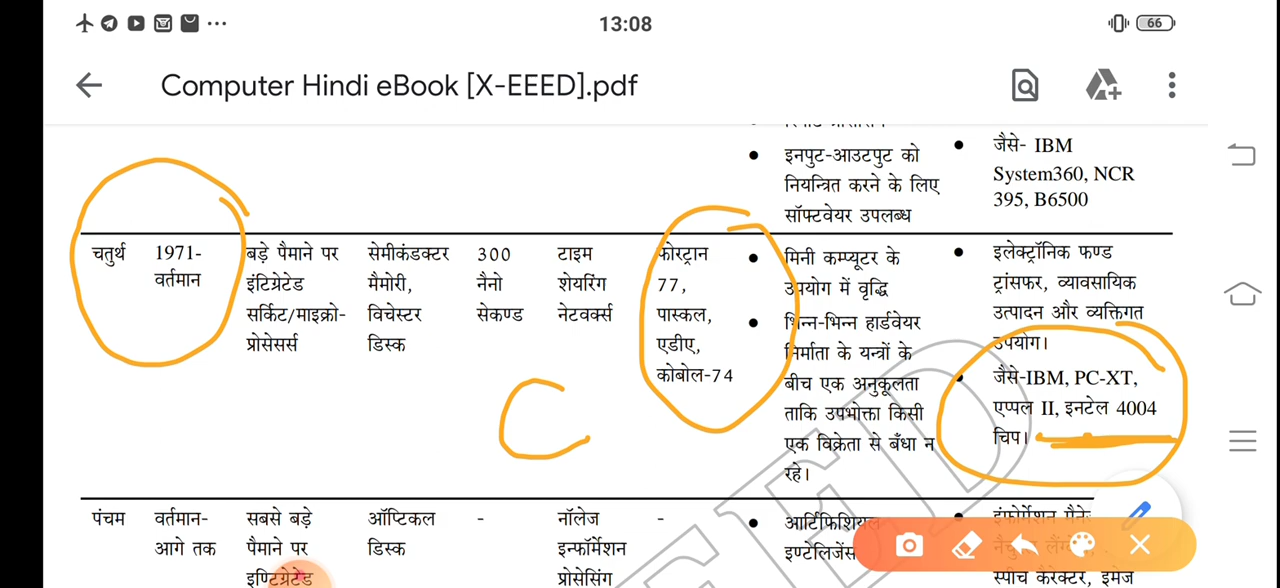 13:08
66
Computer Hindi eBook [X-EEED].pdf
इनपुट-आउटपुट को
नियन्त्रित करने के लिए
सॉफ्टवेयर उपलब्ध
जैसे- IBM
System360, NCR
395, B6500
चतुर्थ
1971-
वर्तमान
बड़े पैमाने पर
इंटिग्रेटेड
सर्किट/माइक्रो-
प्रोसेसर्स
सेमीकंडक्टर
मैमोरी,
विचेस्टर
डिस्क
300
नैनो
सेकण्ड
टाइम
शेयरिंग
नेटवर्क्स
फोरट्रान
77,
पास्कल,
एडीए,
कोबोल-74
मिनी कम्प्यूटर के
उपयोग में वृद्धि
भिन्न-भिन्न हार्डवेयर
निर्माता के यन्त्रों के
बीच एक अनुकूलता
ताकि उपभोक्ता किसी
एक विक्रेता से बँधा न
रहे।
इलेक्ट्रॉनिक फण्ड
ट्रांसफर, व्यावसायिक
उत्पादन और व्यक्तिगत
उपयोग।
जैसे-IBM, PC-XT,
एप्पल II, इनटेल 4004
चिप।
पंचम
वर्तमान-
आगे तक
सबसे बड़े
पैमाने पर
इण्टिग्रेटेड
ऑप्टिकल
डिस्क
-
नॉलेज
इन्फॉर्मेशन
प्रोसेसिंग
-
आर्टिफिशियल
इण्टेलिजेंस
स्पीच कैरेक्टर, इमेज